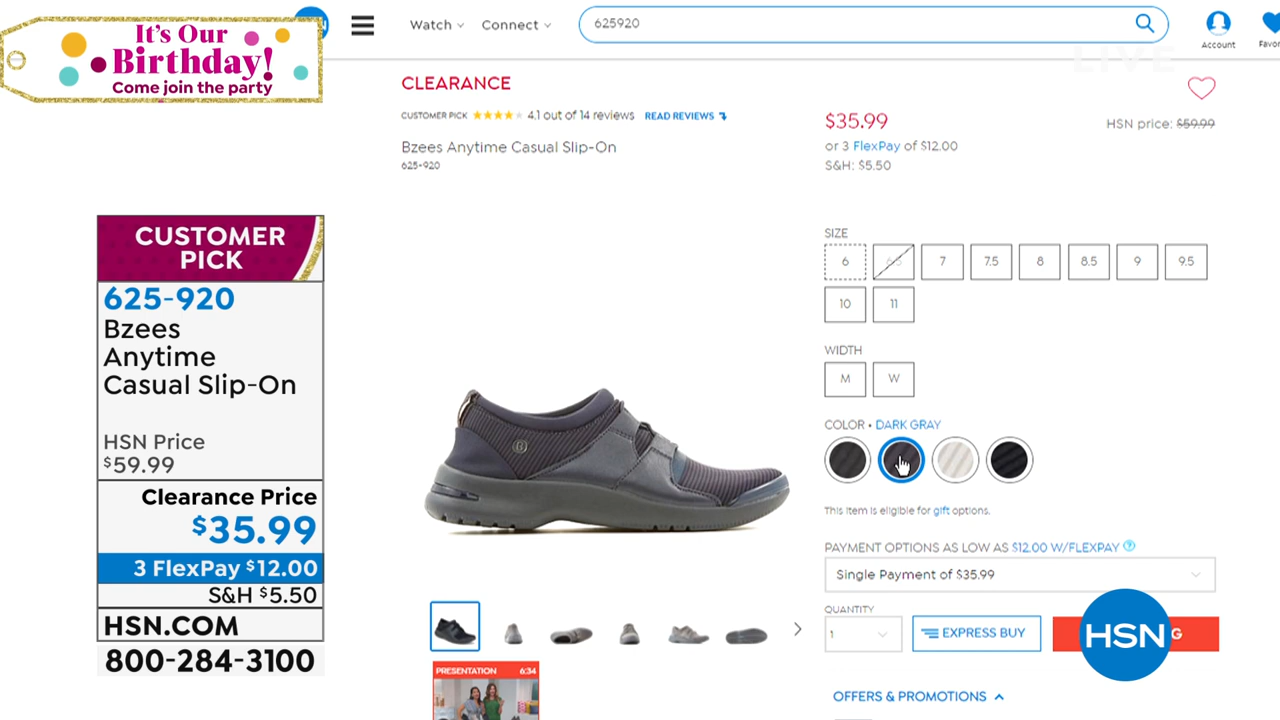 It's Our
Birthday!
Come join the party
Watch
Connect
625920
Account
LIVE
CLEARANCE
CUSTOMER PICK 4.1 out of 14 reviews READ REVIEWS
Bzees Anytime Casual Slip-On
625-920
$35.99
HSN price: $59.99
or 3 FlexPay of $12.00
S&H: $5.50
SIZE
6 6.5 7 7.5 8 8.5 9 9.5
10 11
WIDTH
M W
COLOR • DARK GRAY
This item is eligible for gift options.
PAYMENT OPTIONS AS LOW AS $12.00 W/FLEXPAY ?
Single Payment of $35.99
QUANTITY
1
EXPRESS BUY
HSN
G
OFFERS & PROMOTIONS
PRESENTATION 6:34
CUSTOMER
PICK
625-920
Bzees
Anytime
Casual Slip-On
HSN Price
$59.99
Clearance Price
$35.99
3 FlexPay $12.00
S&H $5.50
HSN.COM
800-284-3100